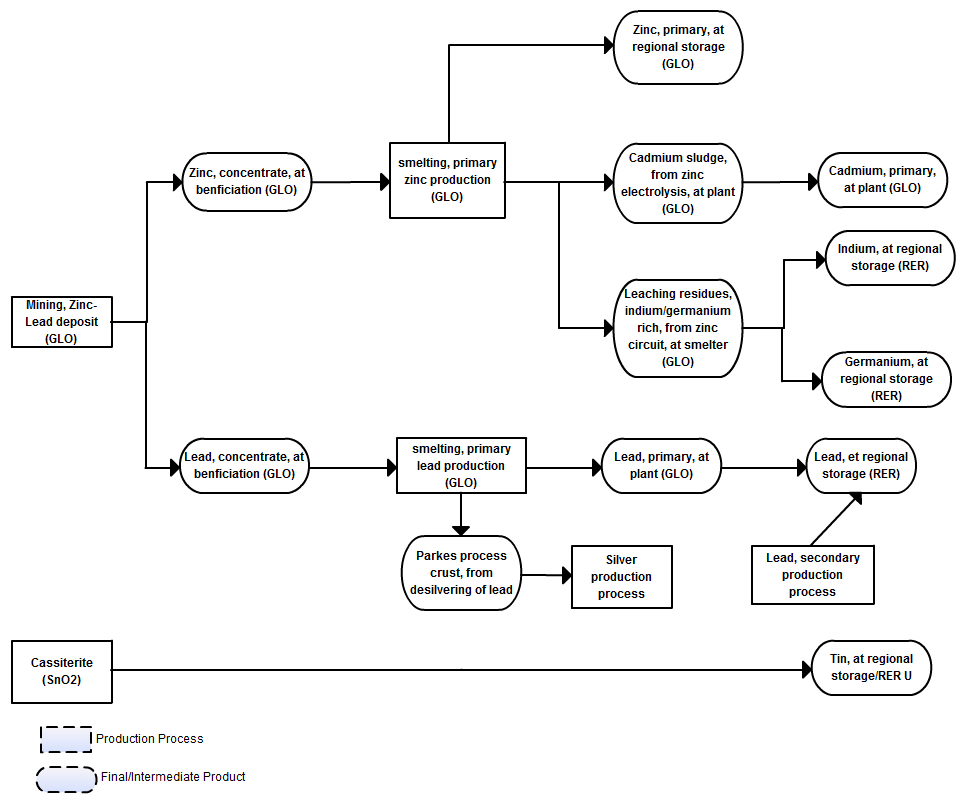 Zinc, primary, at
regional storage
(GLO)
Zinc, concentrate, at
benficiation (GLO)
smelting, primary
zinc production
(GLO)
Cadmium sludge,
from zinc
electrolysis, at plant
(GLO)
Cadmium, primary,
at plant (GLO)
Indium, at regional
storage (RER)
Mining, Zinc-
Lead deposit
(GLO)
Leaching residues,
indium/germanium
rich, from zinc
circuit, at smelter
(GLO)
Germanium, at
regional storage
(RER)
Lead, concentrate, at
benficiation (GLO)
smelting, primary
lead production
(GLO)
Lead, primary, at
plant (GLO)
Lead, et regional
storage (RER)
Parkes process
crust, from
desilvering of lead
Silver
production
process
Lead, secondary
production
process
Cassiterite
(SnO2)
Tin, at regional
storage/RER U
Production Process
Final/Intermediate Product